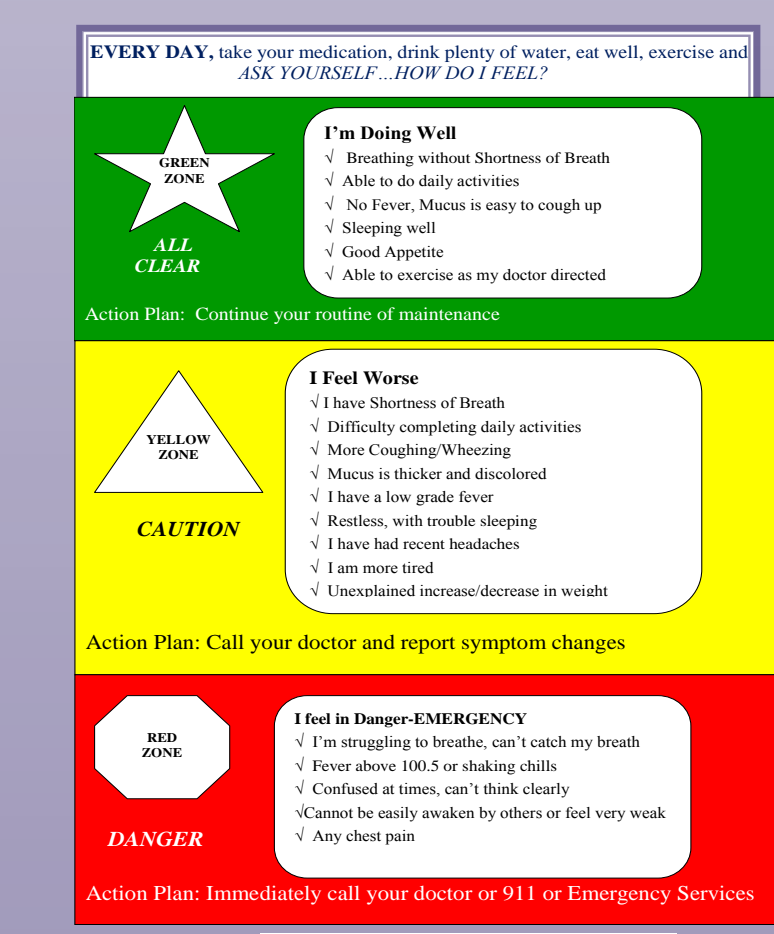 EVERY DAY, take your medication, drink plenty of water, eat well, exercise and
ASK YOURSELF…HOW DO I FEEL?
GREEN
ZONE
ALL
CLEAR
I'm Doing Well
√ Breathing without Shortness of Breath
√ Able to do daily activities
√ No Fever, Mucus is easy to cough up
√ Sleeping well
√ Good Appetite
√ Able to exercise as my doctor directed
Action Plan: Continue your routine of maintenance
YELLOW
ZONE
CAUTION
I Feel Worse
√ I have Shortness of Breath
√ Difficulty completing daily activities
√ More Coughing/Wheezing
√ Mucus is thicker and discolored
√ I have a low grade fever
√ Restless, with trouble sleeping
√ I have had recent headaches
√ I am more tired
√ Unexplained increase/decrease in weight
Action Plan: Call your doctor and report symptom changes
RED
ZONE
DANGER
I feel in Danger-EMERGENCY
√ I'm struggling to breathe, can't catch my breath
√ Fever above 100.5 or shaking chills
√ Confused at times, can't think clearly
√Cannot be easily awaken by others or feel very weak
√ Any chest pain
Action Plan: Immediately call your doctor or 911 or Emergency Services